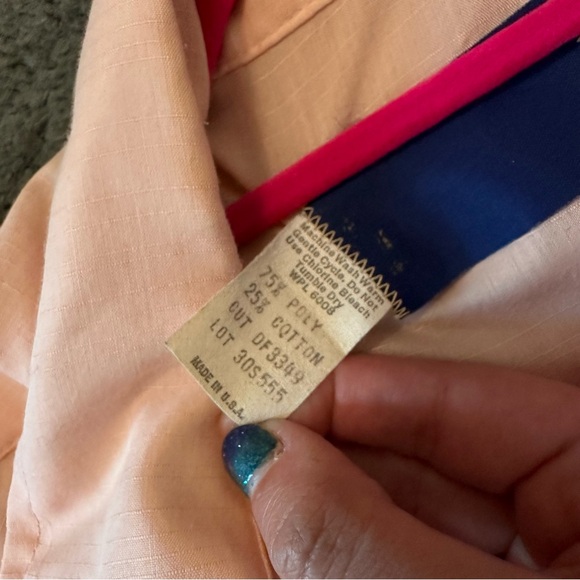 Machine Wash Warm
Gentle Cycle. Do Not
Use Chlorine Bleach
Tumble Dry
WPL 6008
75% POLY
25% COTTON
CUT DF3349
LOT 30S555
MADE IN U.S.A.